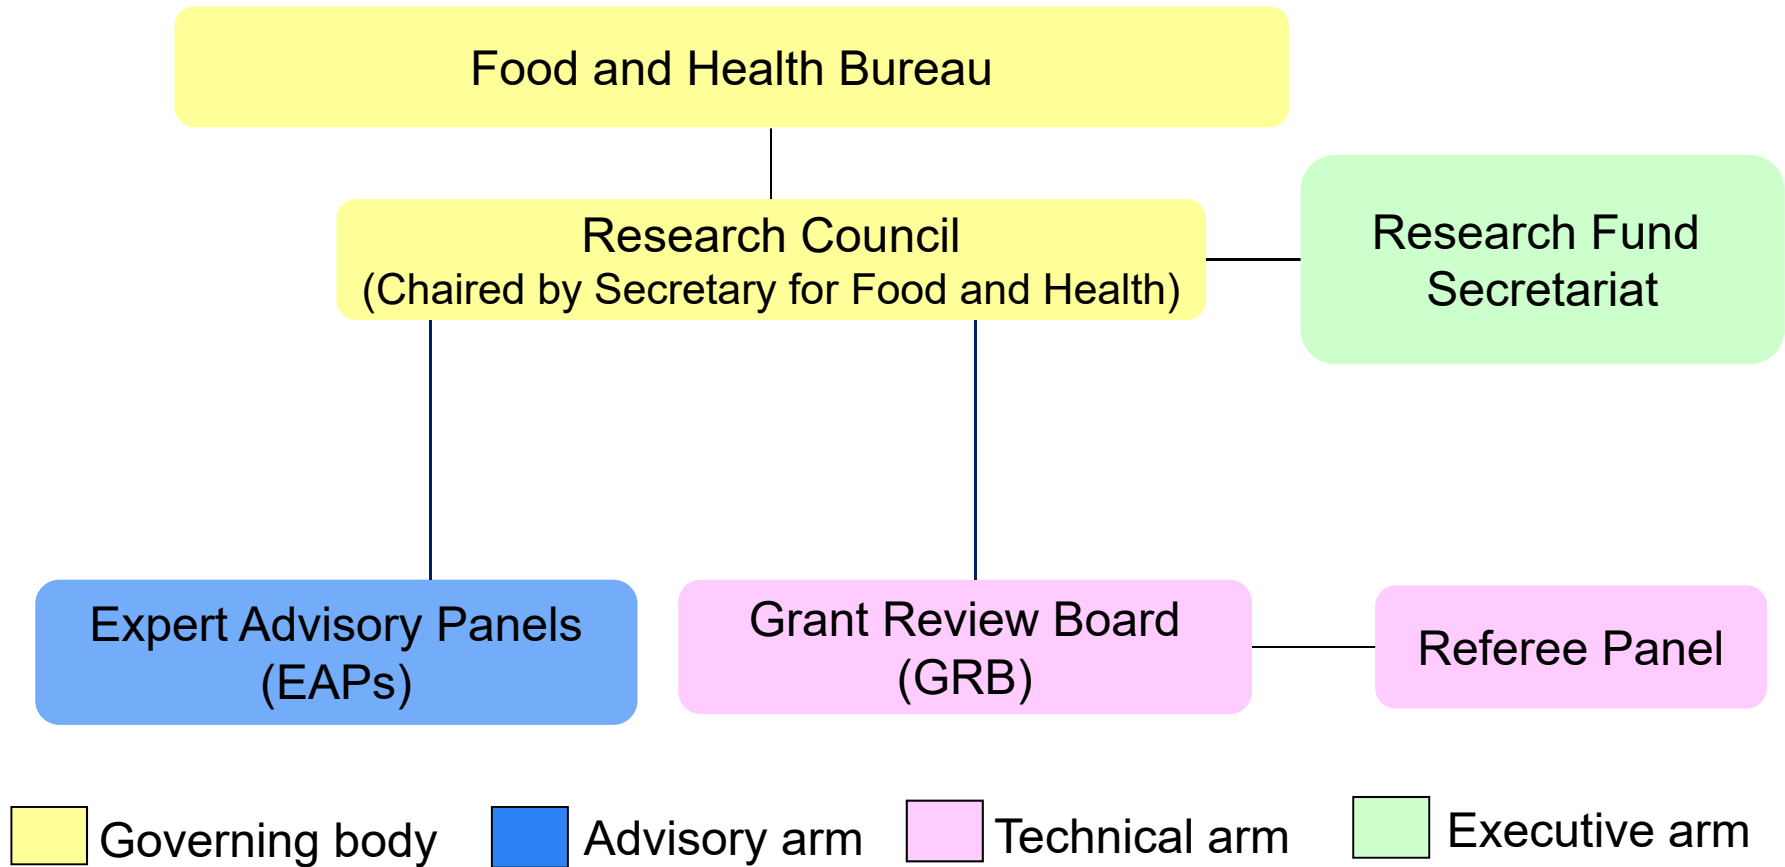 Food and Health Bureau
Research Council
(Chaired by Secretary for Food and Health)
Research Fund
Secretariat
Expert Advisory Panels
(EAPs)
Grant Review Board
(GRB)
Referee Panel
Governing body
Advisory arm
Technical arm
Executive arm